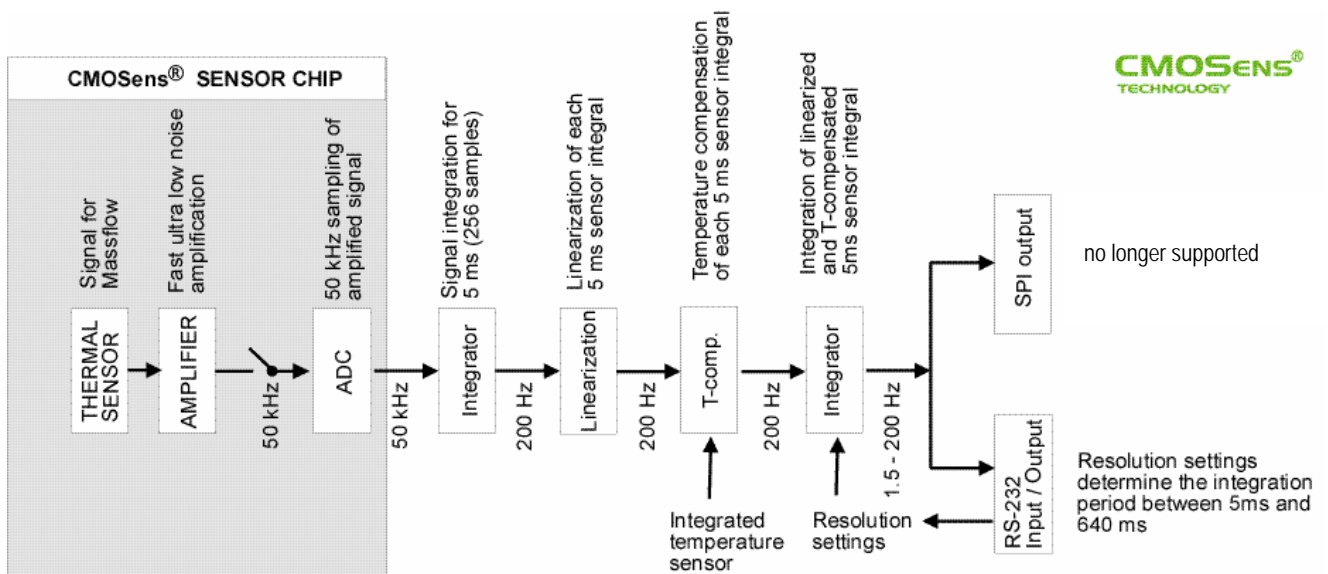 CMOSens® SENSOR CHIP
Signal for
Massflow
Fast ultra low noise
amplification
50 kHz sampling of
amplified signal
Signal integration for
5 ms (256 samples)
Linearization of each
5 ms sensor integral
Temperature compensation
of each 5 ms sensor integral
Integration of linearized
and T-compensated
5ms sensor integral
CMOSENS®
TECHNOLOGY
THERMAL
SENSOR
AMPLIFIER
50 kHz
ADC
50 kHz
Integrator
200 Hz
Linearization
200 Hz
T-comp.
200 Hz
Integrator
1.5 - 200 Hz
SPI output
no longer supported
RS-232
Input / Output
Resolution settings
determine the integration
period between 5ms and
640 ms
Integrated
temperature
sensor
Resolution
settings